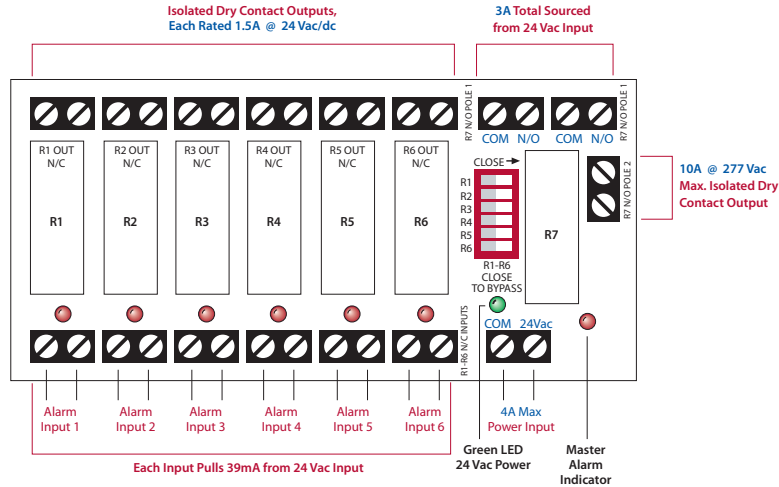 Isolated Dry Contact Outputs,
Each Rated 1.5A @ 24 Vac/dc
3A Total Sourced
from 24 Vac Input
R7 N/O POLE 1
R7 N/O POLE 1
COM N/O COM N/O
R1 OUT
N/C
R2 OUT
N/C
R3 OUT
N/C
R4 OUT
N/C
R5 OUT
N/C
R6 OUT
N/C
CLOSE
R1
R2
R3
R4
R5
R6
R1
R2
R3
R4
R5
R6
R7
R7 N/O POLE 2
10A @ 277 Vac
Max. Isolated Dry
Contact Output
R1-R6
CLOSE
TO BYPASS
COM 24Vac
R1-R6 N/C INPUTS
Alarm
Input 1
Alarm
Input 2
Alarm
Input 3
Alarm
Input 4
Alarm
Input 5
Alarm
Input 6
4A Max
Power Input
Green LED
24 Vac Power
Master
Alarm
Indicator
Each Input Pulls 39mA from 24 Vac Input